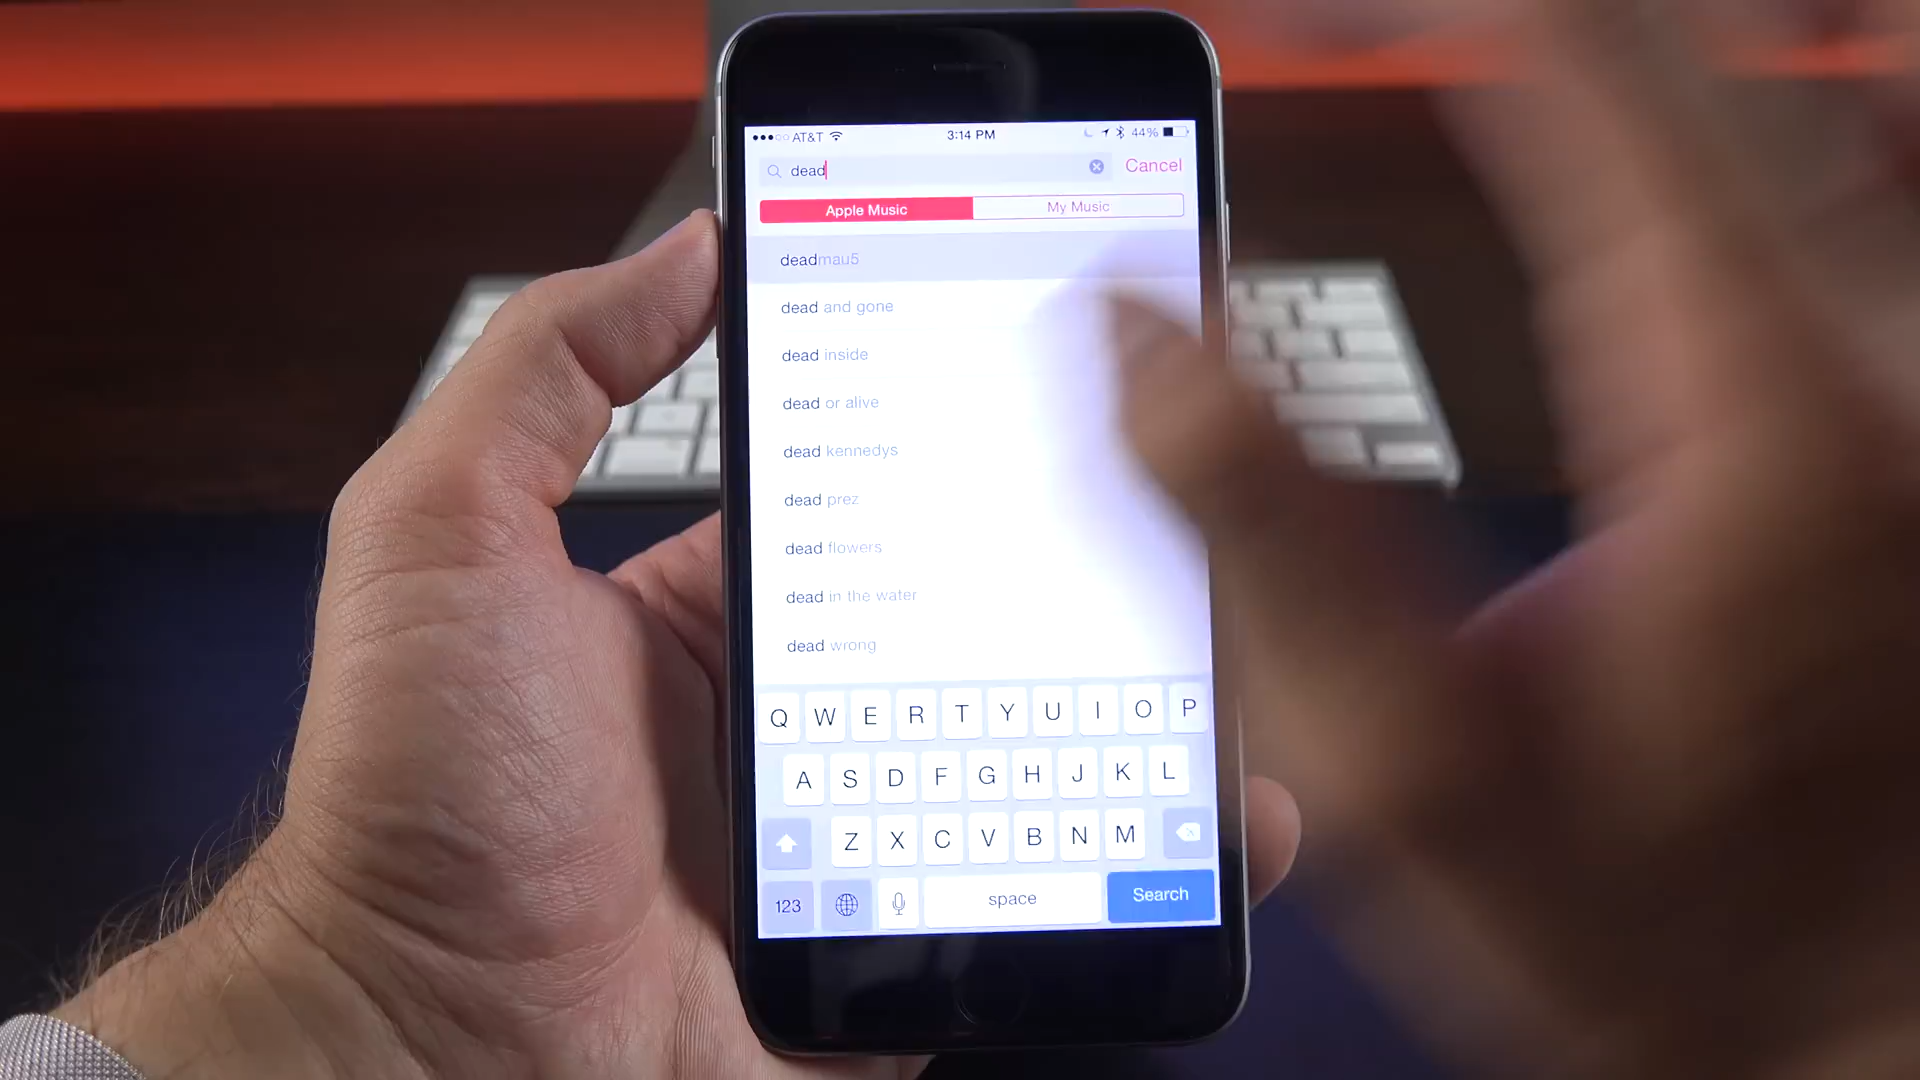 AT&T 3:14 PM 44%
dead Cancel
Apple Music My Music
deadmau5
dead and gone
dead inside
dead or alive
dead kennedys
dead prez
dead flowers
dead in the water
dead wrong
Q W E R T Y U I O P
A S D F G H J K L
Z X C V B N M
123 space Search